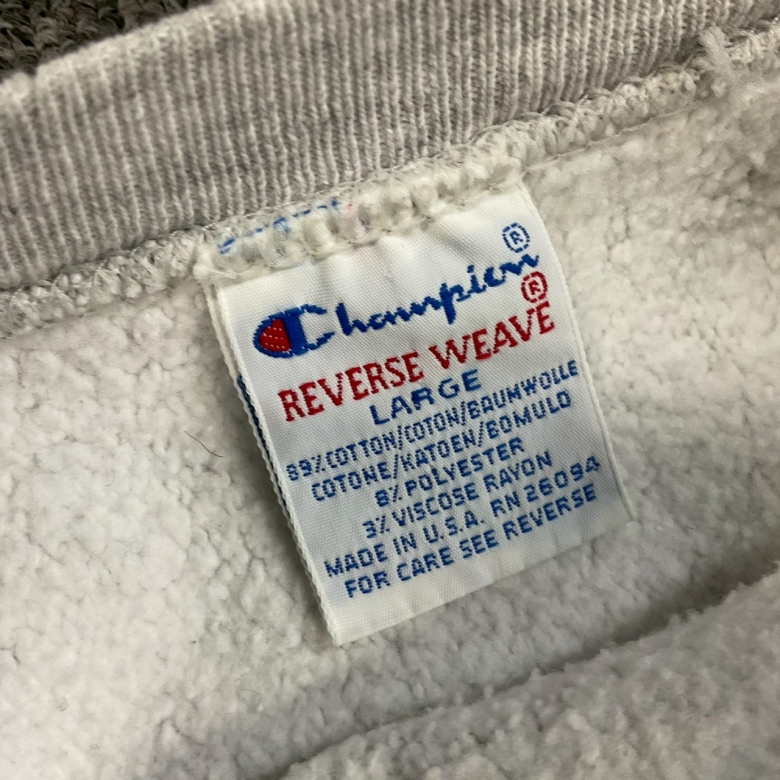 Champion®
REVERSE WEAVE®
LARGE
89% COTTON/COTON/BAUMWOLLE
COTONE/KATOEN/BOMULD
8% POLYESTER
3% VISCOSE RAYON
MADE IN U.S.A. RN 26094
FOR CARE SEE REVERSE